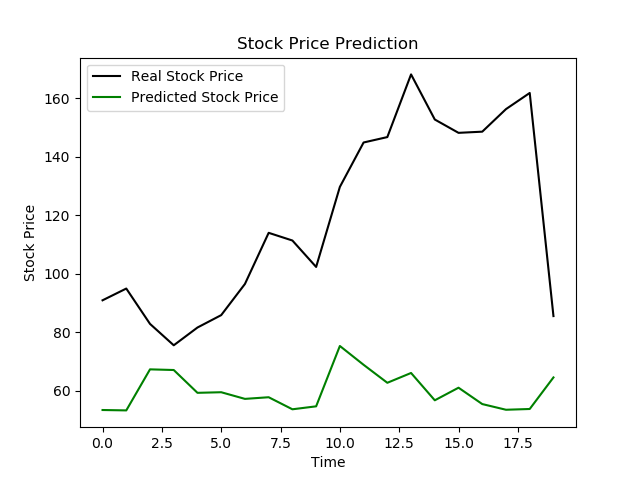 Stock Price Prediction
Real Stock Price
Predicted Stock Price
Stock Price
160
140
120
100
80
60
0.0 2.5 5.0 7.5 10.0 12.5 15.0 17.5
Time